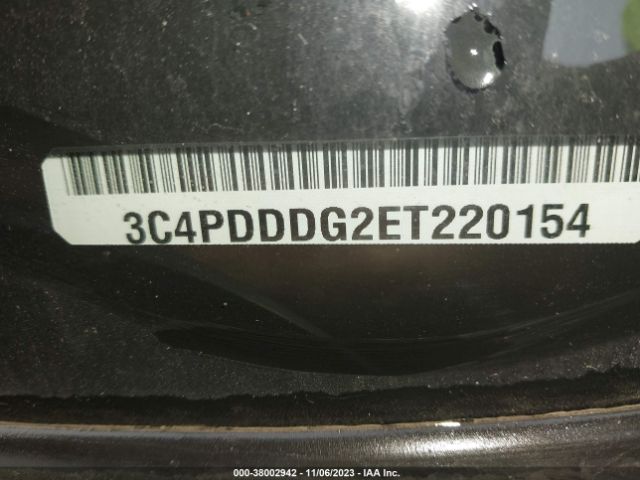 3C4PDDDG2ET220154
000-38002942 - 11/06/2023 - IAA Inc.